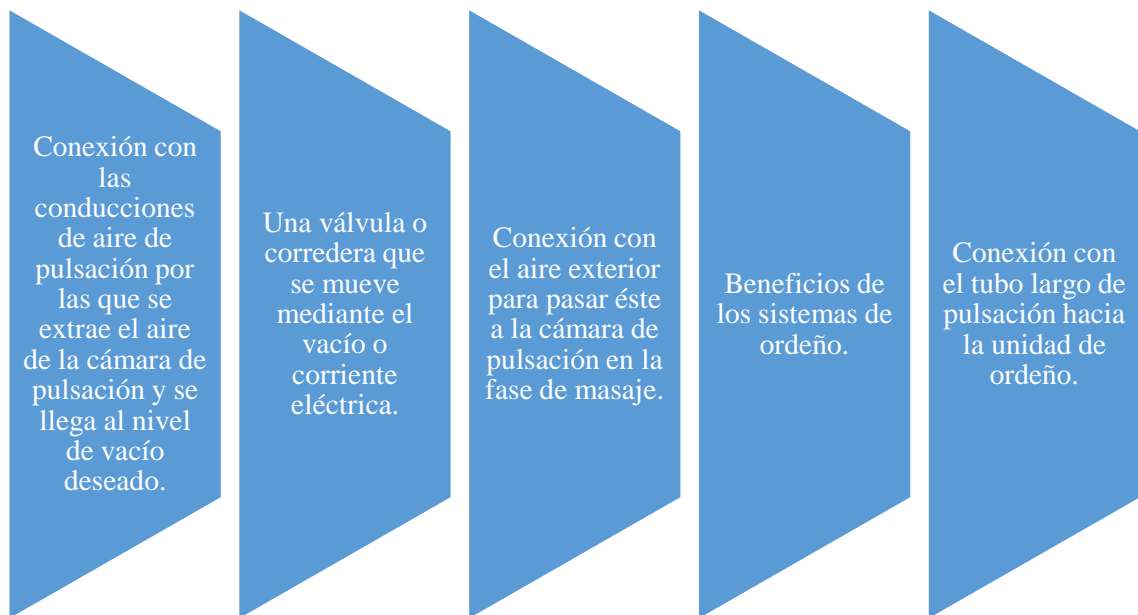 Conexión con
las
conducciones
de aire de
pulsación por
las que se
extrae el aire
de la cámara de
pulsación y se
llega al nivel
de vacío
deseado.
Una válvula o
corredera que
se mueve
mediante el
vacío o
corriente
eléctrica.
Conexión con
el aire exterior
para pasar éste
a la cámara de
pulsación en la
fase de masaje.
Beneficios de
los sistemas de
ordeño.
Conexión con
el tubo largo de
pulsación hacia
la unidad de
ordeño.